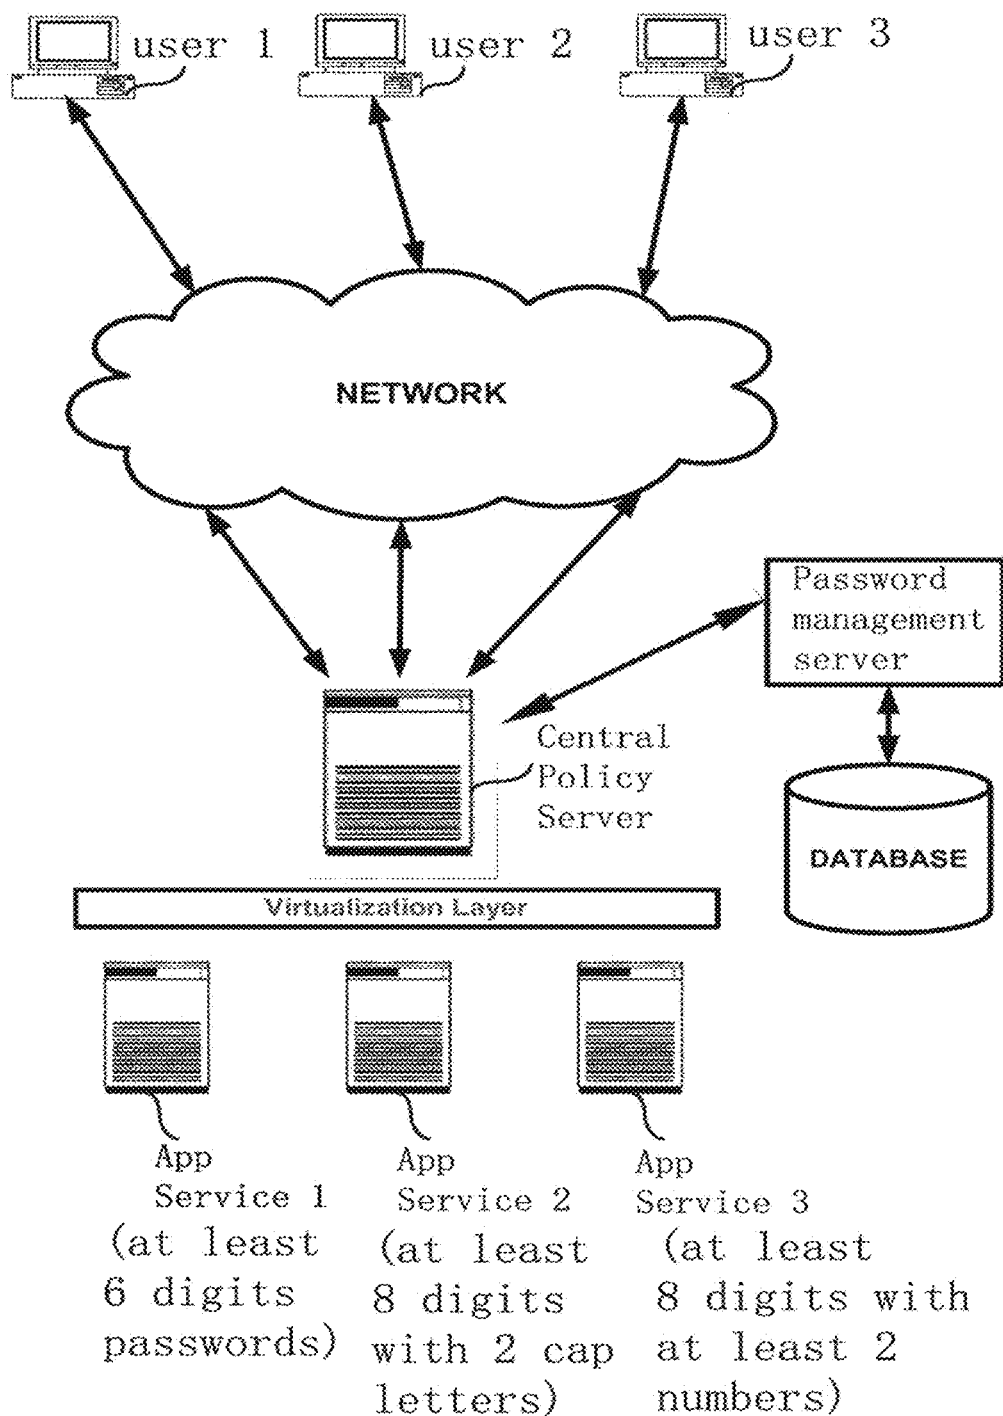 user 1
user 2
user 3
NETWORK
Password
management
server
Central
Policy
Server
DATABASE
Virtualization Layer
App
Service 1
(at least
6 digits
passwords)
App
Service 2
(at least
8 digits
with 2 cap
letters)
App
Service 3
(at least
8 digits with
at least 2
numbers)